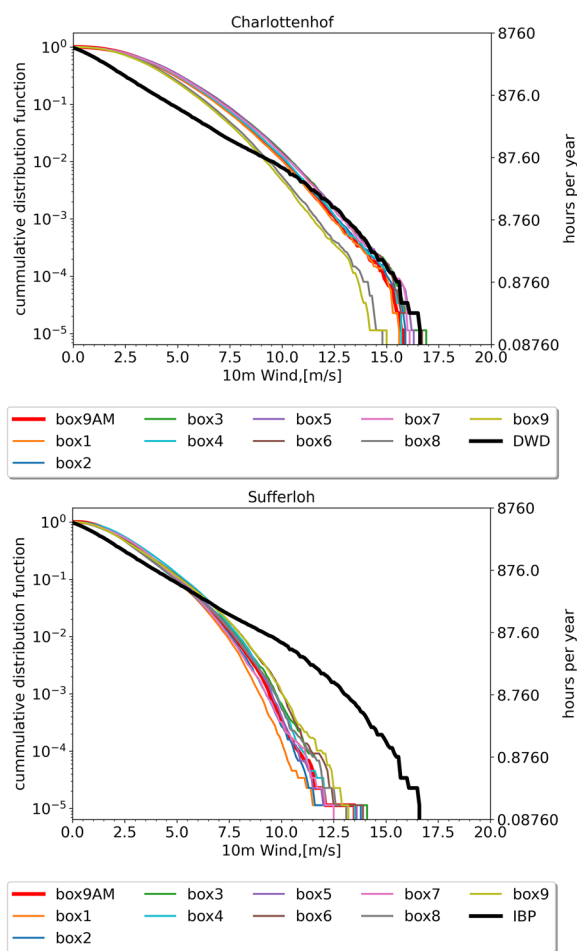 Charlottenhof
cummulative distribution function
10⁰
10⁻¹
10⁻²
10⁻³
10⁻⁴
10⁻⁵
8760
876.0
87.60
8.760
0.8760
0.08760
hours per year
0.0 2.5 5.0 7.5 10.0 12.5 15.0 17.5 20.0
10m Wind,[m/s]
box9AM box3 box5 box7 box9
box1 box4 box6 box8 DWD
box2
Sufferloh
cummulative distribution function
10⁰
10⁻¹
10⁻²
10⁻³
10⁻⁴
10⁻⁵
8760
876.0
87.60
8.760
0.8760
0.08760
hours per year
0.0 2.5 5.0 7.5 10.0 12.5 15.0 17.5 20.0
10m Wind,[m/s]
box9AM box3 box5 box7 box9
box1 box4 box6 box8 IBP
box2